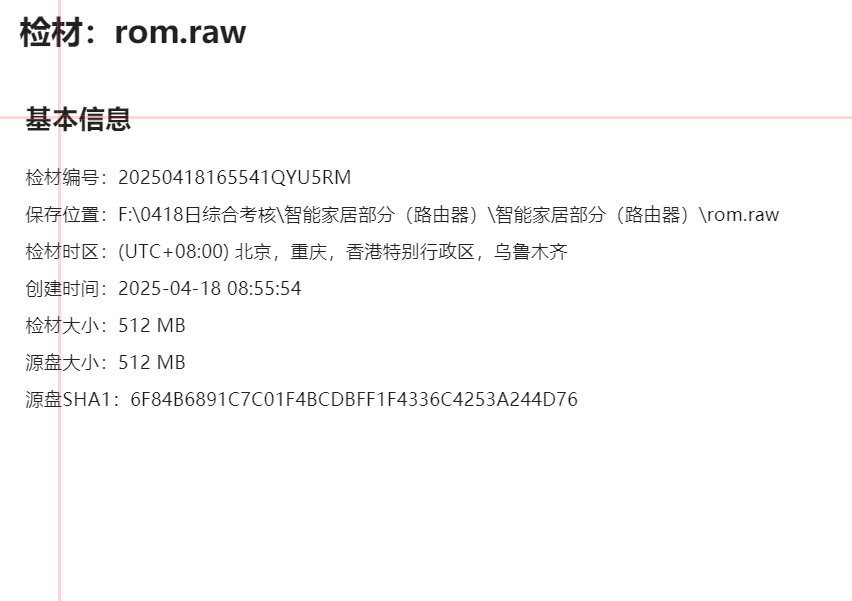 检材：rom.raw
基本信息
检材编号：20250418165541QYU5RM
保存位置：F:\0418日综合考核\智能家居部分（路由器）\智能家居部分（路由器）\rom.raw
检材时区：(UTC+08:00) 北京，重庆，香港特别行政区，乌鲁木齐
创建时间：2025-04-18 08:55:54
检材大小：512 MB
源盘大小：512 MB
源盘SHA1：6F84B6891C7C01F4BCDBFF1F4336C4253A244D76